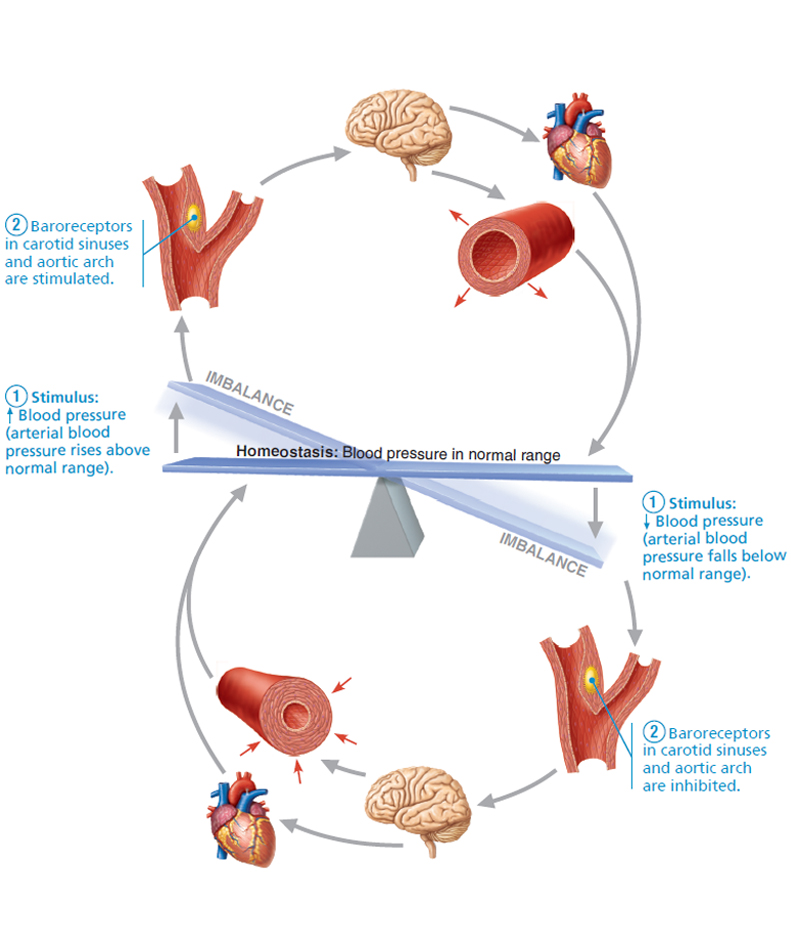 ② Baroreceptors
in carotid sinuses
and aortic arch
are stimulated.
① Stimulus:
↑ Blood pressure
(arterial blood
pressure rises above
normal range).
IMBALANCE
Homeostasis: Blood pressure in normal range
IMBALANCE
① Stimulus:
↓ Blood pressure
(arterial blood
pressure falls below
normal range).
② Baroreceptors
in carotid sinuses
and aortic arch
are inhibited.